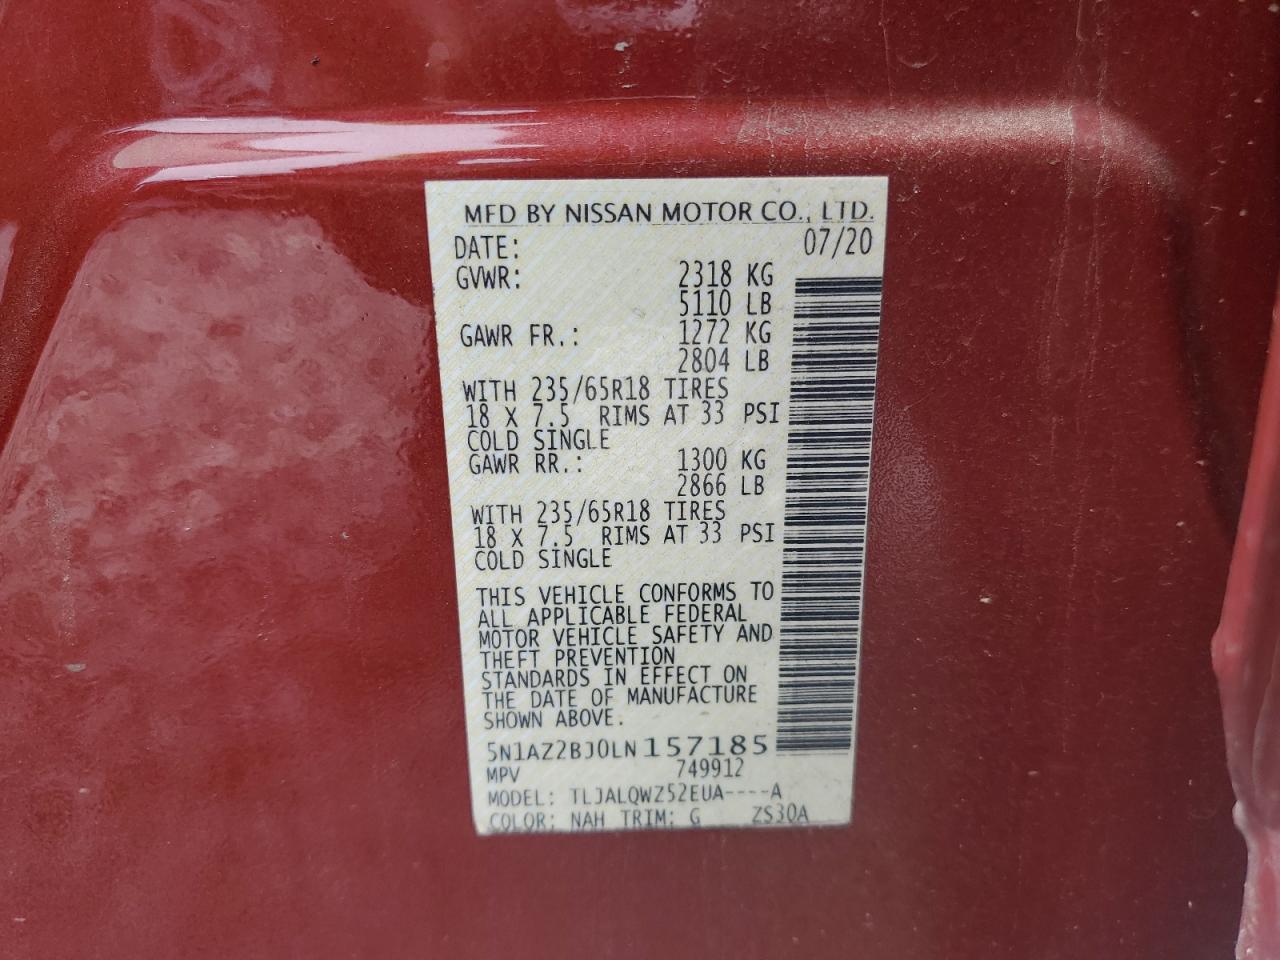 MFD BY NISSAN MOTOR CO., LTD.
DATE: 07/20
GVWR: 2318 KG
5110 LB
GAWR FR.: 1272 KG
2804 LB
WITH 235/65R18 TIRES
18 X 7.5 RIMS AT 33 PSI
COLD SINGLE
GAWR RR.: 1300 KG
2866 LB
WITH 235/65R18 TIRES
18 X 7.5 RIMS AT 33 PSI
COLD SINGLE
THIS VEHICLE CONFORMS TO
ALL APPLICABLE FEDERAL
MOTOR VEHICLE SAFETY AND
THEFT PREVENTION
STANDARDS IN EFFECT ON
THE DATE OF MANUFACTURE
SHOWN ABOVE.
5N1AZ2BJ0LN157185
MPV 749912
MODEL: TLJALQWZ52EUA----A
COLOR: NAH TRIM: G ZS30A